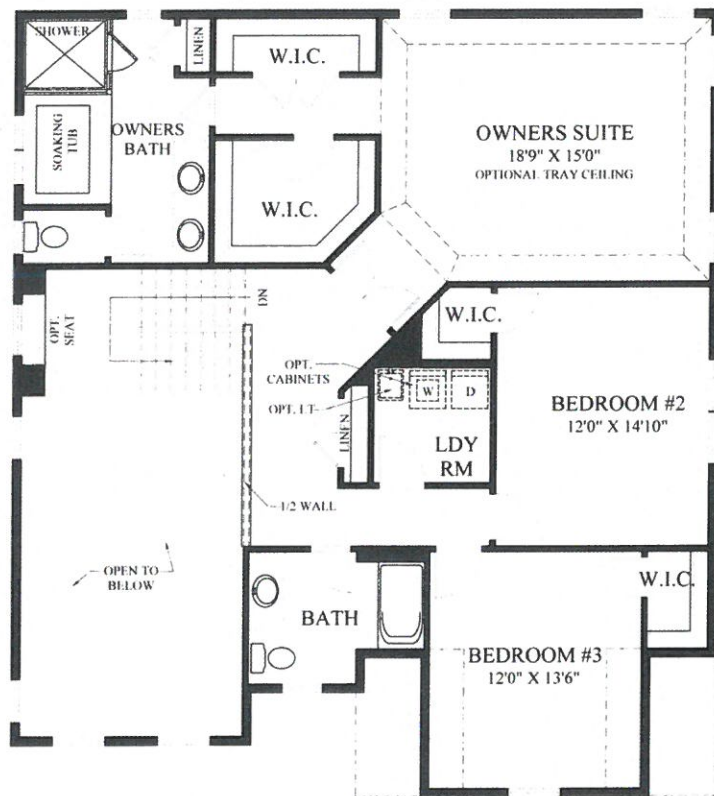 SHOWER
LINEN
W.I.C.
SOAKING
TUB
OWNERS
BATH
OWNERS SUITE
18'9" X 15'0"
OPTIONAL TRAY CEILING
W.I.C.
OPT.
SEAT
DN
W.I.C.
OPT.
CABINETS
OPT. LT
W
D
LINEN
LDY
RM
BEDROOM #2
12'0" X 14'10"
1/2 WALL
OPEN TO
BELOW
BATH
W.I.C.
BEDROOM #3
12'0" X 13'6"